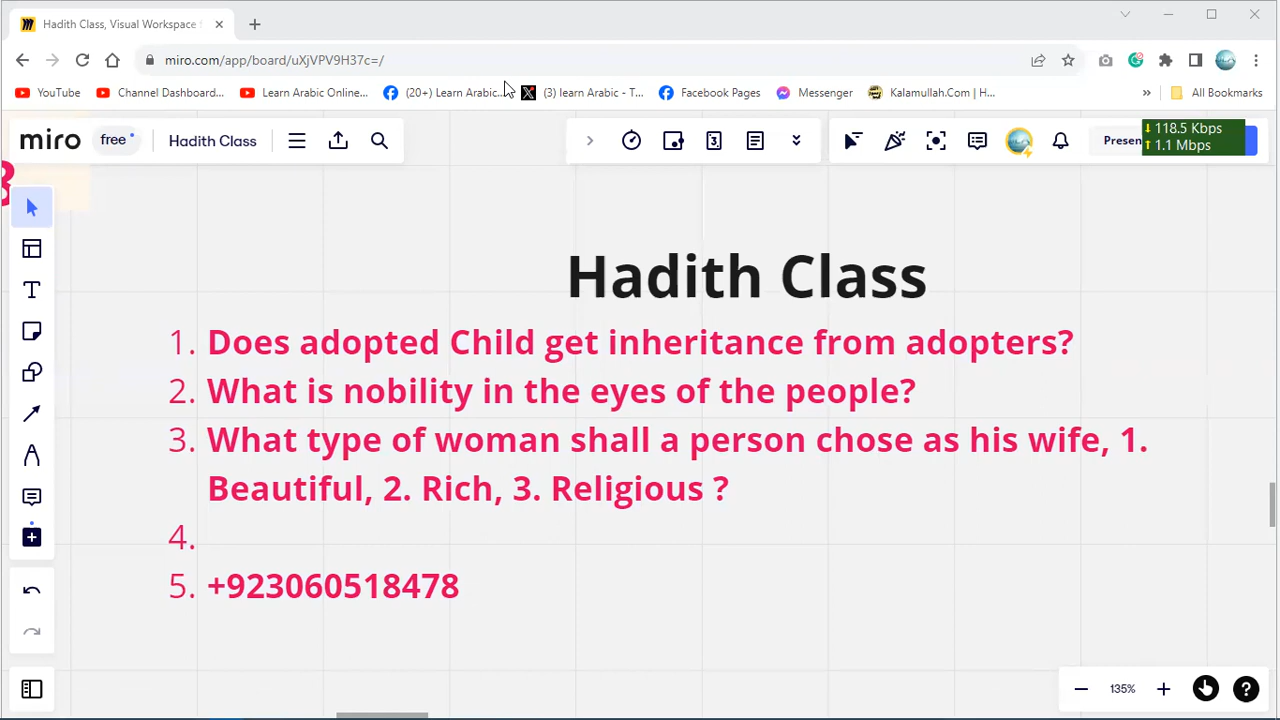 Hadith Class, Visual Workspace f
miro.com/app/board/uXjVPV9H37c=/
YouTube
Channel Dashboard...
Learn Arabic Online...
(20+) Learn Arabic...
(3) learn Arabic - T...
Facebook Pages
Messenger
Kalamullah.Com | H...
»
All Bookmarks
miro
free
Hadith Class
3
Presen
118.5 Kbps
1.1 Mbps
Hadith Class
1. Does adopted Child get inheritance from adopters?
2. What is nobility in the eyes of the people?
3. What type of woman shall a person chose as his wife, 1.
Beautiful, 2. Rich, 3. Religious ?
4.
5. +923060518478
135%